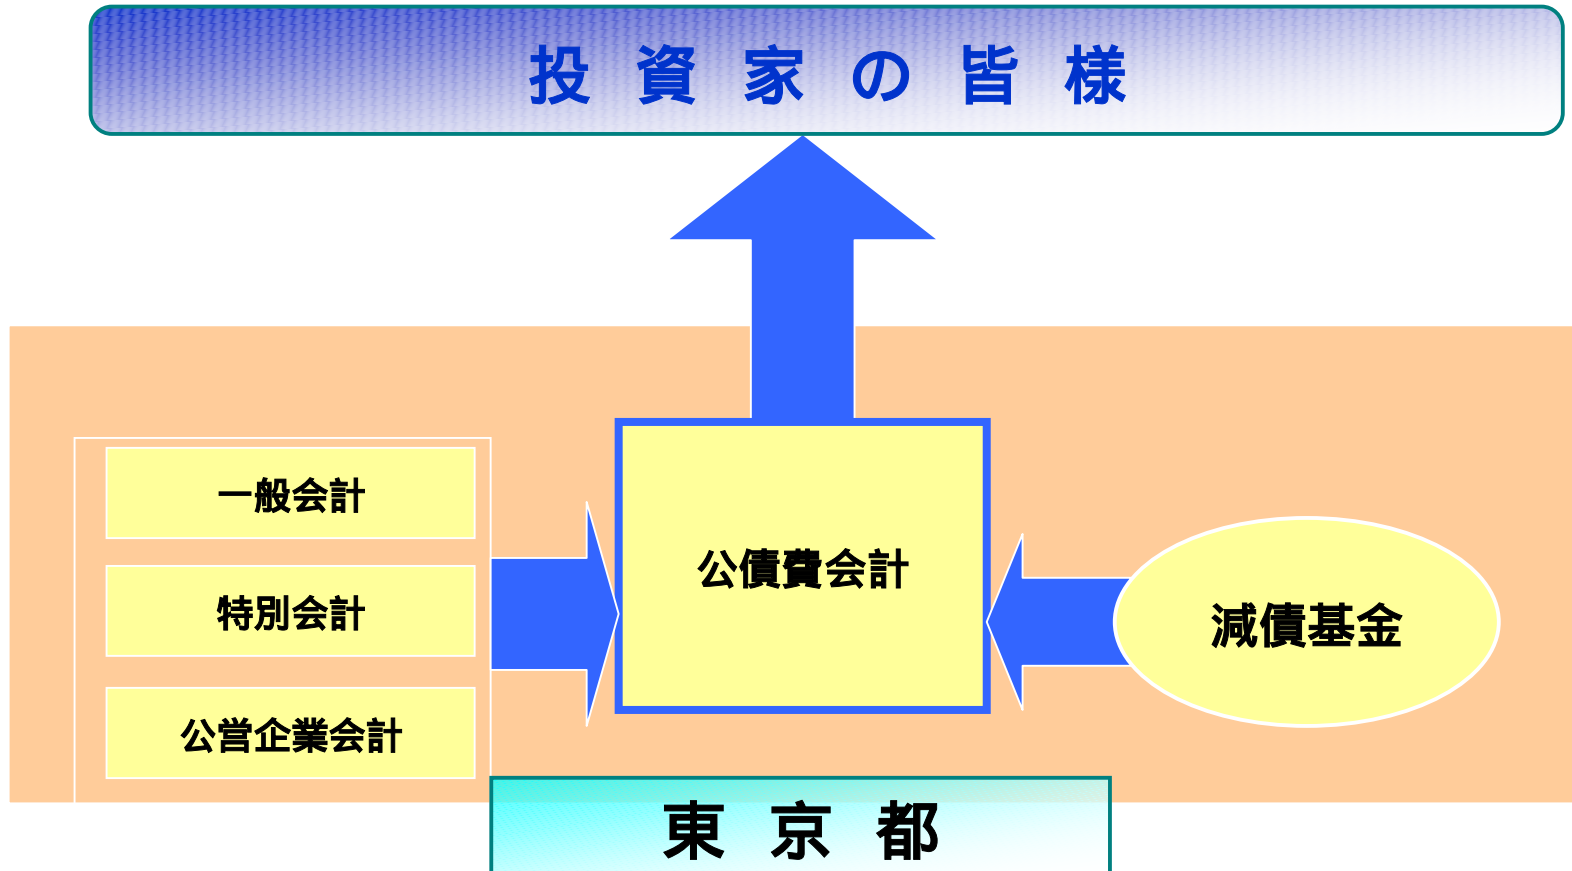 投資家の皆様
一般会計
特別会計
公営企業会計
公債費会計
減債基金
東京都